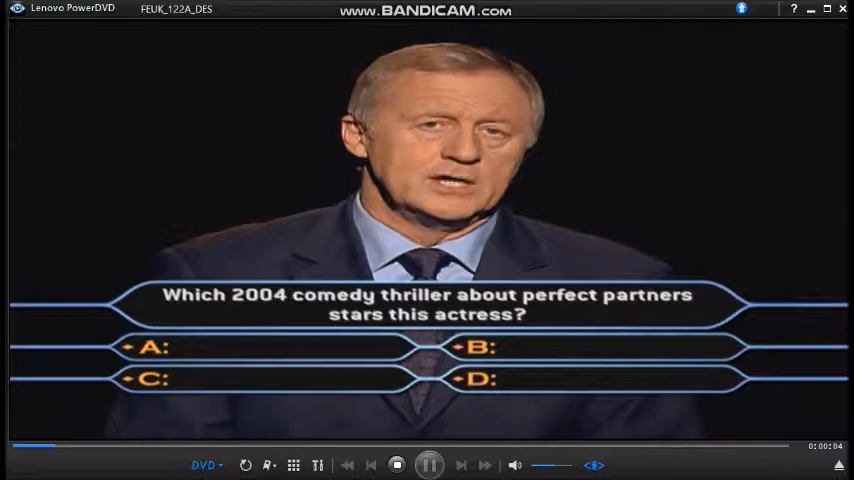 Lenovo PowerDVD
FEUK_122A_DES
www.BANDICAM.com
?
Which 2004 comedy thriller about perfect partners
stars this actress?
A:
B:
C:
D:
0:00:04
DVD